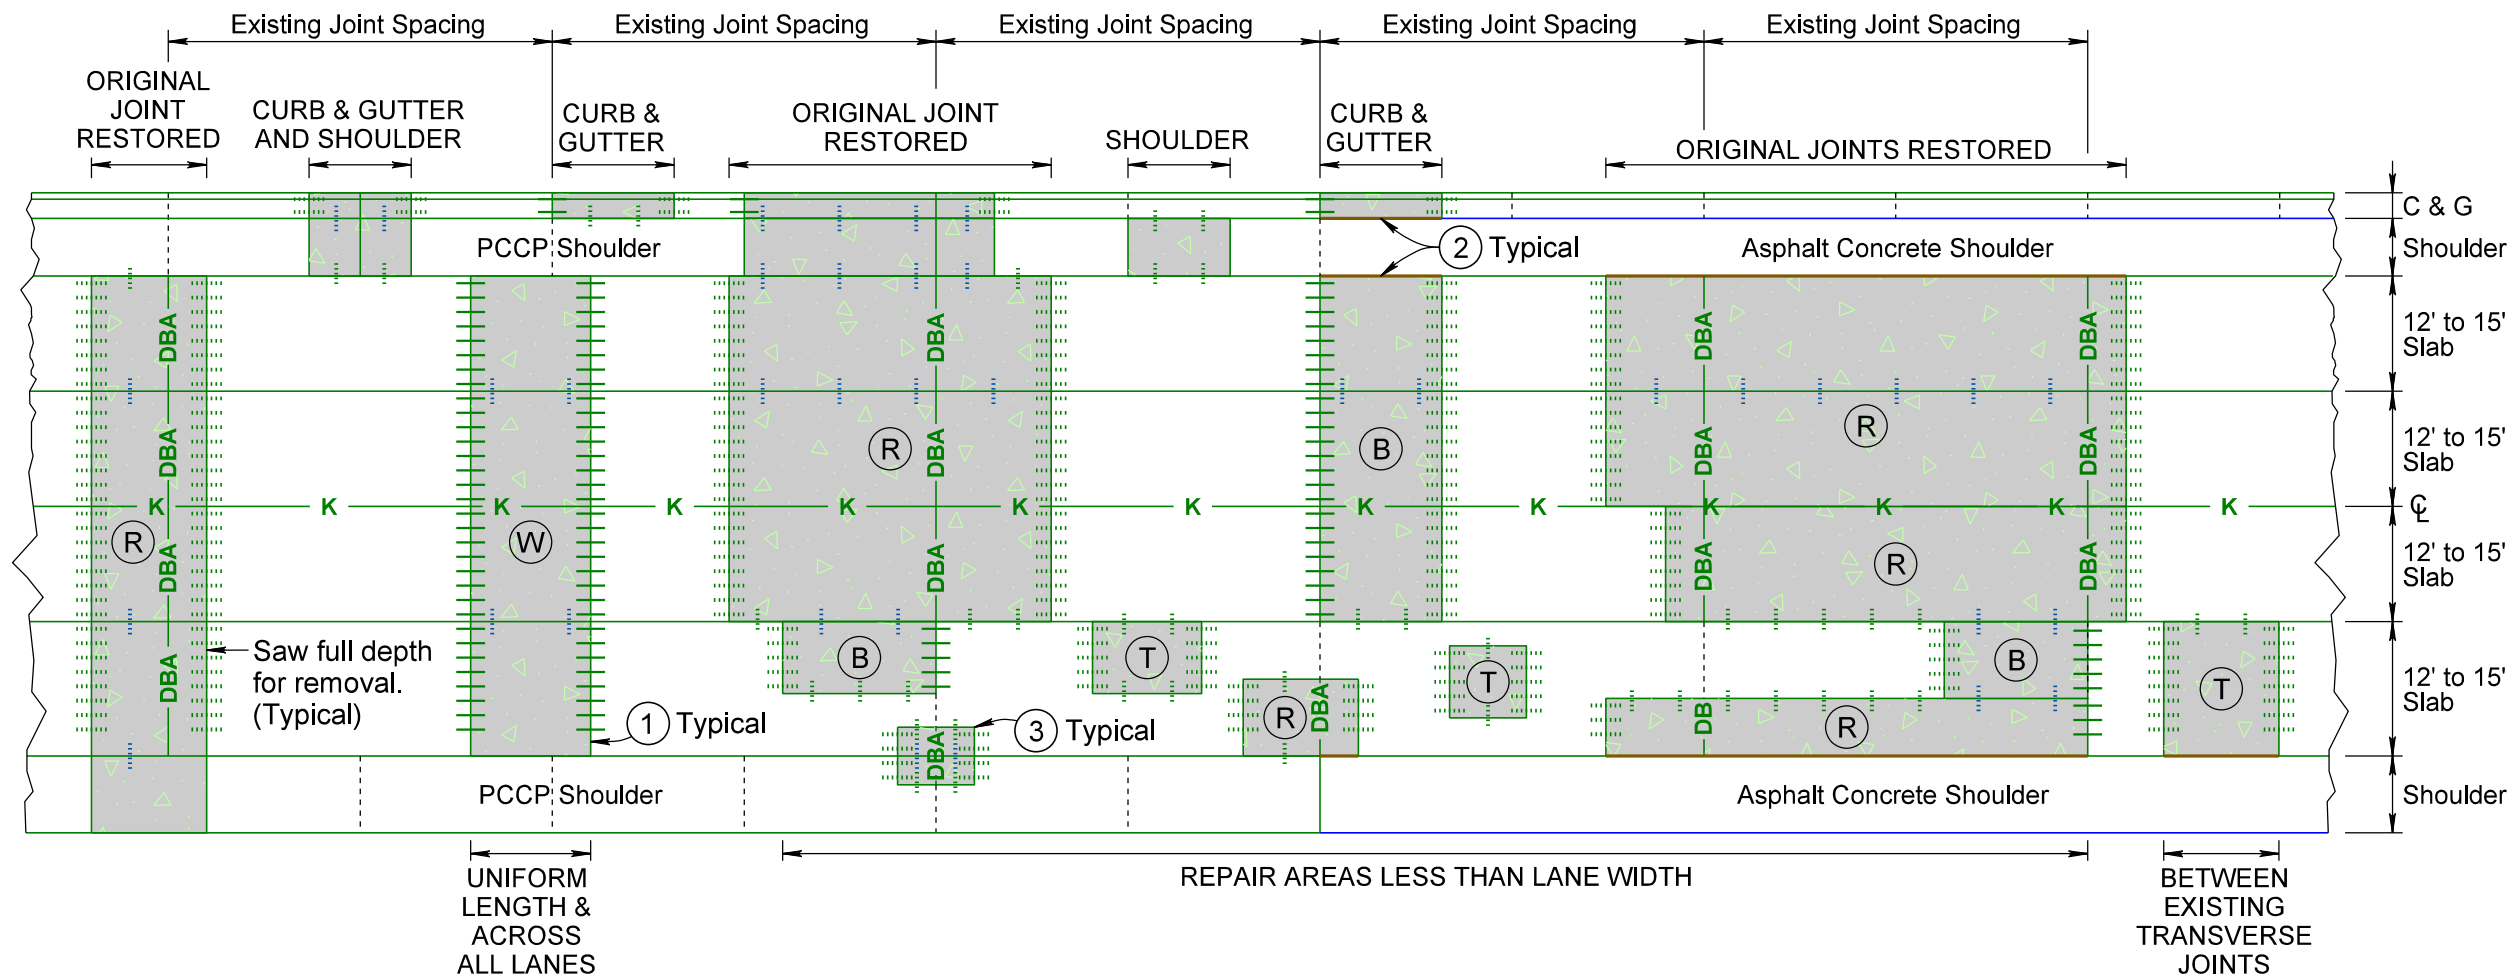 Existing Joint Spacing
Existing Joint Spacing
Existing Joint Spacing
Existing Joint Spacing
Existing Joint Spacing
ORIGINAL
JOINT
RESTORED
CURB & GUTTER
AND SHOULDER
CURB &
GUTTER
ORIGINAL JOINT
RESTORED
SHOULDER
CURB &
GUTTER
ORIGINAL JOINTS RESTORED
C & G
PCCP Shoulder
2 Typical
Asphalt Concrete Shoulder
Shoulder
DBA
DBA
DBA
DBA
12' to 15'
Slab
DBA
R
DBA
B
R
DBA
DBA
12' to 15'
Slab
K
K
K
K
K
K
K
K
K
K
K
K
K
℄
R
DBA
W
DBA
R
DBA
DBA
12' to 15'
Slab
Saw full depth
for removal.
(Typical)
DBA
B
T
T
B
T
12' to 15'
Slab
1 Typical
3 Typical
DBA
R
DBA
DB
R
PCCP Shoulder
Asphalt Concrete Shoulder
Shoulder
UNIFORM
LENGTH &
ACROSS
ALL LANES
REPAIR AREAS LESS THAN LANE WIDTH
BETWEEN
EXISTING
TRANSVERSE
JOINTS